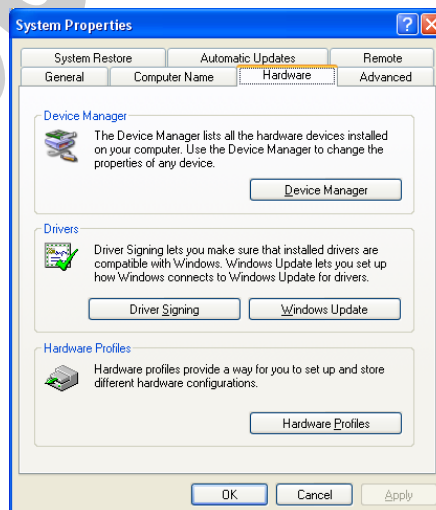 System Properties
System Restore Automatic Updates Remote
General Computer Name Hardware Advanced
Device Manager
The Device Manager lists all the hardware devices installed
on your computer. Use the Device Manager to change the
properties of any device.
Device Manager
Drivers
Driver Signing lets you make sure that installed drivers are
compatible with Windows. Windows Update lets you set up
how Windows connects to Windows Update for drivers.
Driver Signing Windows Update
Hardware Profiles
Hardware profiles provide a way for you to set up and store
different hardware configurations.
Hardware Profiles
OK Cancel Apply